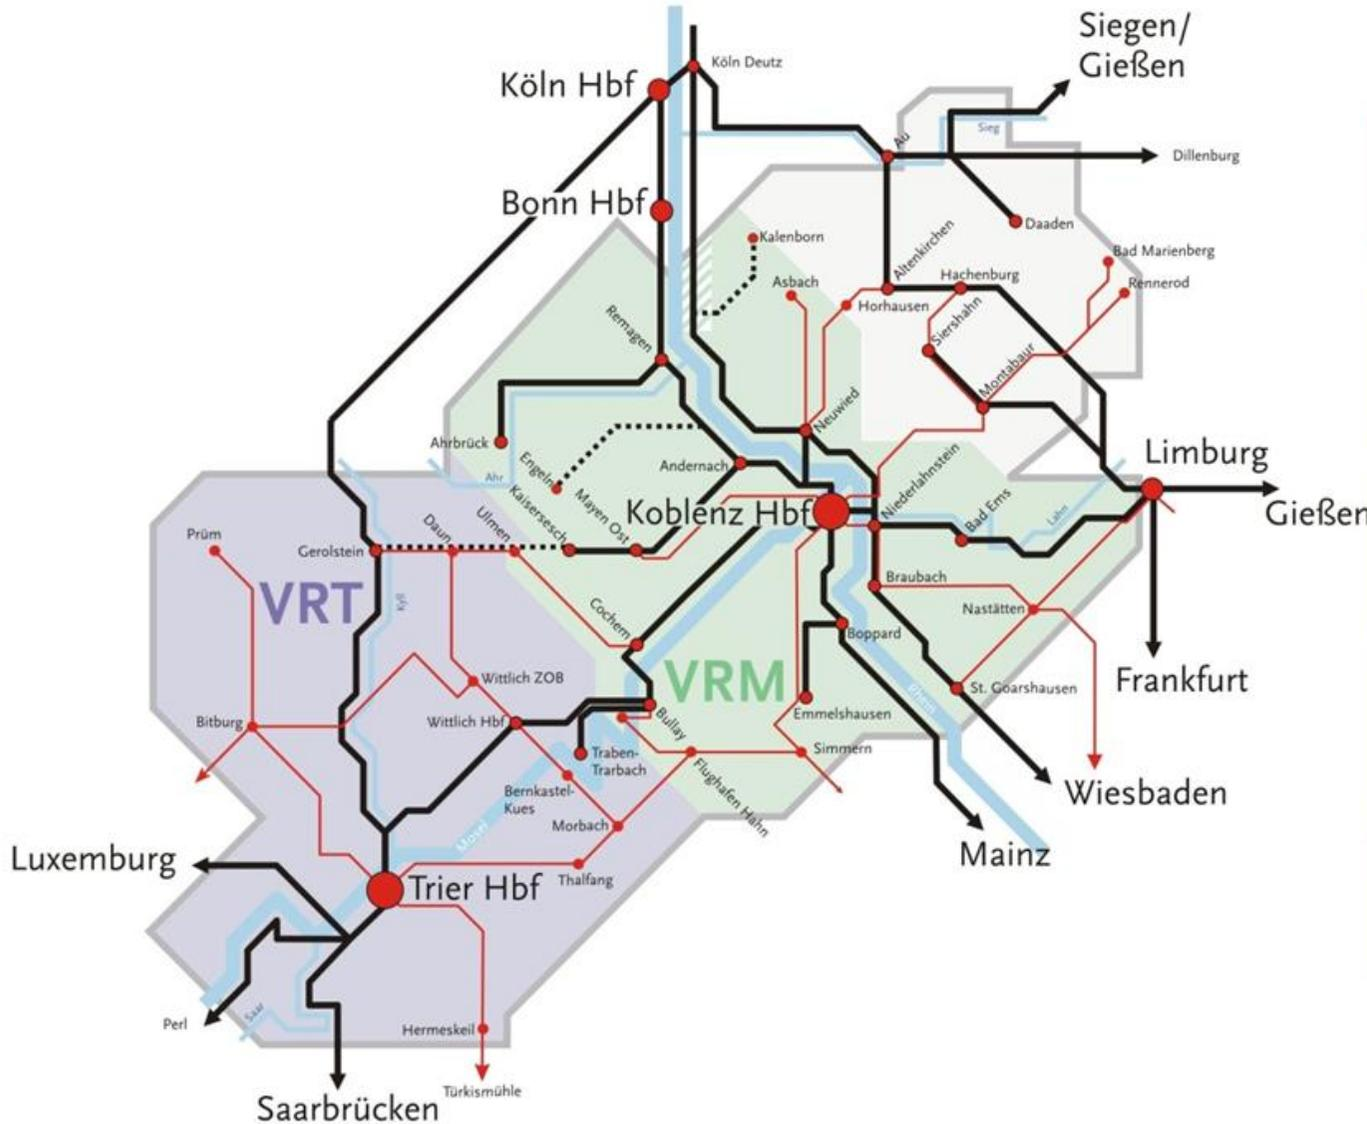 Siegen/
Gießen
Köln Deutz
Köln Hbf
Sieg
Au
Dillenburg
Bonn Hbf
Daaden
Kalenborn
Altenkirchen
Bad Marienberg
Asbach
Hachenburg
Rennerod
Horhausen
Siershahn
Remagen
Montabaur
Neuwied
Ahrbrück
Andernach
Niederlahnstein
Limburg
Engeln
Ahr
Kaisersesch
Mayen Ost
Koblenz Hbf
Bad Ems
Lahn
Gießen
Prüm
Daun
Ulmen
Gerolstein
VRT
Kyll
Braubach
Cochem
Nastätten
Boppard
VRM
Frankfurt
Wittlich ZOB
St. Goarshausen
Rhein
Bitburg
Wittlich Hbf
Bullay
Emmelshausen
Simmern
Traben-
Trarbach
Flughafen Hahn
Bernkastel-
Kues
Wiesbaden
Morbach
Mosel
Mainz
Luxemburg
Trier Hbf
Thalfang
Perl
Saar
Hermeskeil
Türkismühle
Saarbrücken